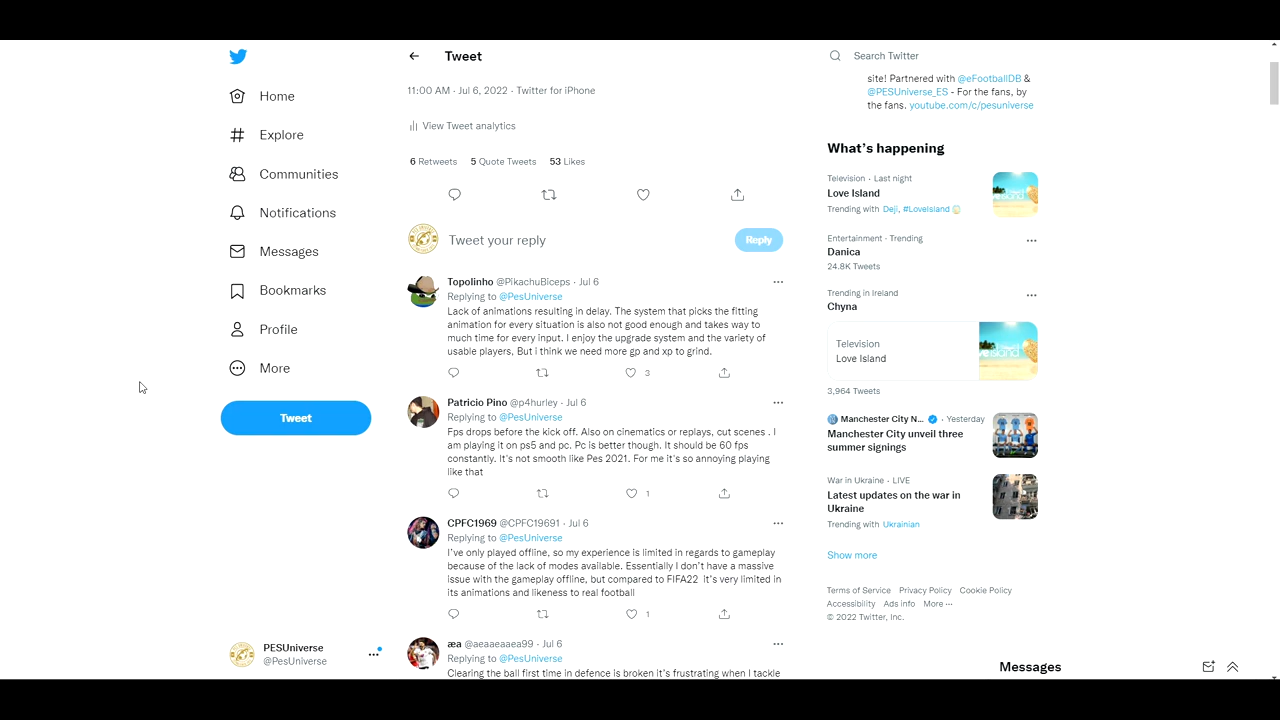 Home
Explore
Communities
Notifications
Messages
Bookmarks
Profile
More
Tweet
PESUniverse
@PesUniverse
Tweet
11:00 AM · Jul 6, 2022 · Twitter for iPhone
View Tweet analytics
6 Retweets 5 Quote Tweets 53 Likes
Tweet your reply
Reply
Topolinho @PikachuBiceps · Jul 6
Replying to @PesUniverse
Lack of animations resulting in delay. The system that picks the fitting
animation for every situation is also not good enough and takes way to
much time for every input. I enjoy the upgrade system and the variety of
usable players, But i think we need more gp and xp to grind.
3
Patricio Pino @p4hurley · Jul 6
Replying to @PesUniverse
Fps drops before the kick off. Also on cinematics or replays, cut scenes . I
am playing it on ps5 and pc. Pc is better though. It should be 60 fps
constantly. It's not smooth like Pes 2021. For me it's so annoying playing
like that
1
CPFC1969 @CPFC19691 · Jul 6
Replying to @PesUniverse
I've only played offline, so my experience is limited in regards to gameplay
because of the lack of modes available. Essentially I don't have a massive
issue with the gameplay offline, but compared to FIFA22 it's very limited in
its animations and likeness to real football
1
æa @aeaaeaaea99 · Jul 6
Replying to @PesUniverse
Clearing the ball first time in defence is broken it's frustrating when I tackle
Search Twitter
site! Partnered with @eFootballDB &
@PESUniverse_ES - For the fans, by
the fans. youtube.com/c/pesuniverse
What's happening
Television · Last night
Love Island
Trending with Deji, #LoveIsland
Entertainment · Trending
Danica
24.8K Tweets
Trending in Ireland
Chyna
Television
Love Island
3,964 Tweets
Manchester City N... · Yesterday
Manchester City unveil three
summer signings
War in Ukraine · LIVE
Latest updates on the war in
Ukraine
Trending with Ukrainian
Show more
Terms of Service Privacy Policy Cookie Policy
Accessibility Ads info More ···
© 2022 Twitter, Inc.
Messages